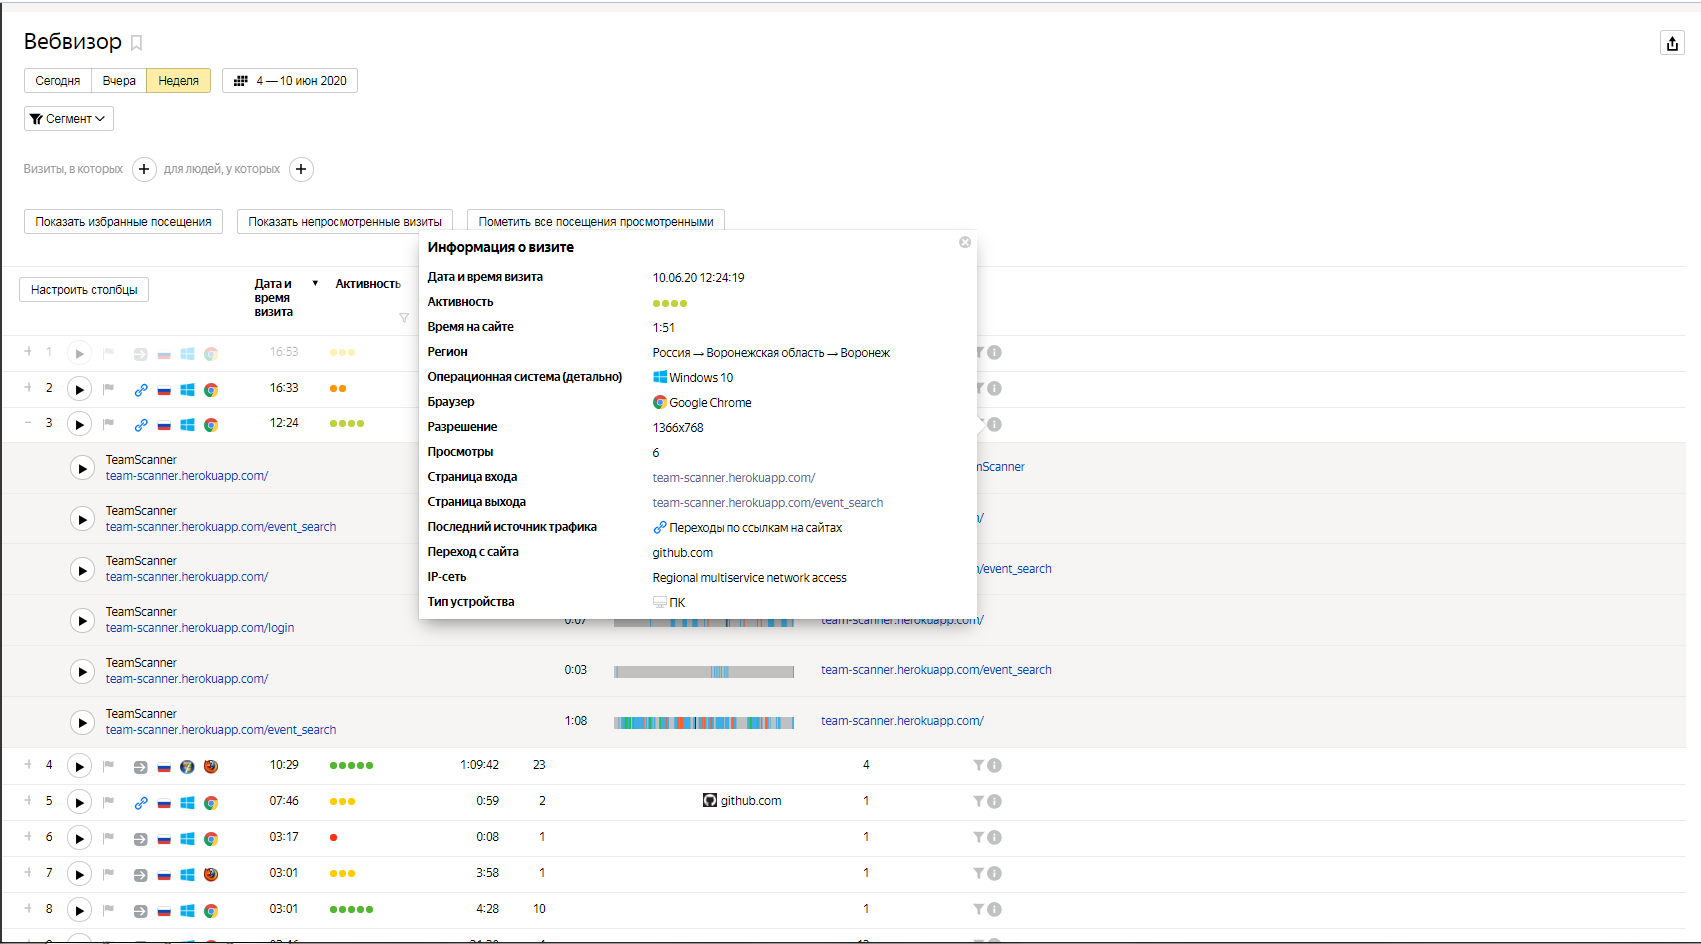 Вебвизор
Сегодня Вчера Неделя 4 — 10 июн 2020
Сегмент
Визиты, в которых + для людей, у которых +
Показать избранные посещения Показать непросмотренные визиты Пометить все посещения просмотренными
Информация о визите
Дата и время визита 10.06.20 12:24:19
Активность
Время на сайте 1:51
Регион Россия → Воронежская область → Воронеж
Операционная система (детально) Windows 10
Браузер Google Chrome
Разрешение 1366x768
Просмотры 6
Страница входа team-scanner.herokuapp.com/
Страница выхода team-scanner.herokuapp.com/event_search
Последний источник трафика Переходы по ссылкам на сайтах
Переход с сайта github.com
IP-сеть Regional multiservice network access
Тип устройства ПК
Настроить столбцы
Дата и
время
визита
Активность
1 16:53
2 16:33
3 12:24
TeamScanner
team-scanner.herokuapp.com/
mScanner
TeamScanner
team-scanner.herokuapp.com/event_search
/
TeamScanner
team-scanner.herokuapp.com/
/event_search
TeamScanner
team-scanner.herokuapp.com/login
0:07 team-scanner.herokuapp.com/
TeamScanner
team-scanner.herokuapp.com/
0:03 team-scanner.herokuapp.com/event_search
TeamScanner
team-scanner.herokuapp.com/event_search
1:08 team-scanner.herokuapp.com/
4 10:29 1:09:42 23 4
5 07:46 0:59 2 github.com 1
6 03:17 0:08 1 1
7 03:01 3:58 1 1
8 03:01 4:28 10 1